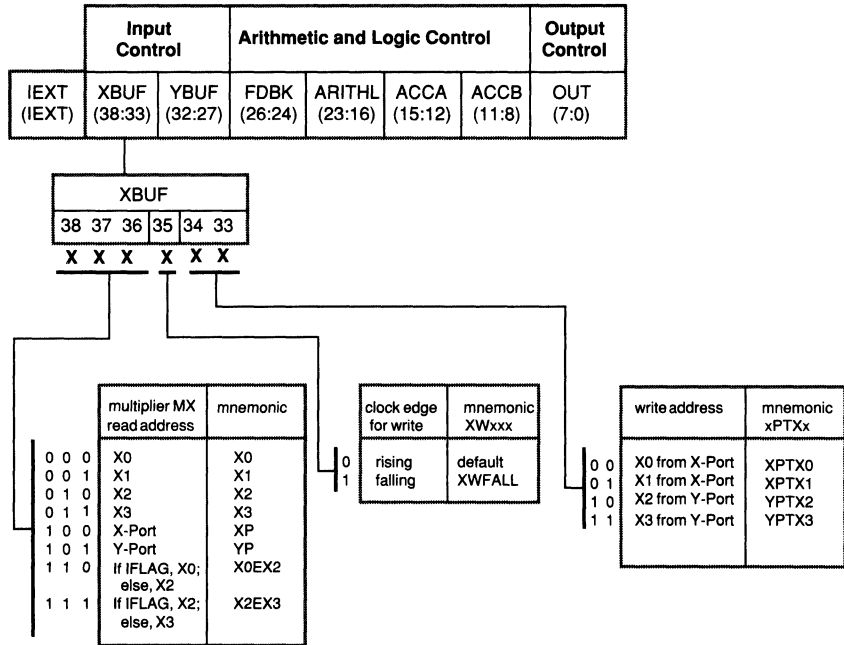 Input Control Arithmetic and Logic Control Output Control
IEXT XBUF YBUF FDBK ARITHL ACCA ACCB OUT
(IEXT) (38:33) (32:27) (26:24) (23:16) (15:12) (11:8) (7:0)
XBUF
38 37 36 35 34 33
X X X X X X
multiplier MX read address mnemonic
0 0 0 X0 X0
0 0 1 X1 X1
0 1 0 X2 X2
0 1 1 X3 X3
1 0 0 X-Port XP
1 0 1 Y-Port YP
1 1 0 If IFLAG, X0; X0EX2
else, X2
1 1 1 If IFLAG, X2; X2EX3
else, X3
clock edge for write mnemonic XWxxx
0 rising default
1 falling XWFALL
write address mnemonic xPTXx
0 0 X0 from X-Port XPTX0
0 1 X1 from X-Port XPTX1
1 0 X2 from Y-Port YPTX2
1 1 X3 from Y-Port YPTX3